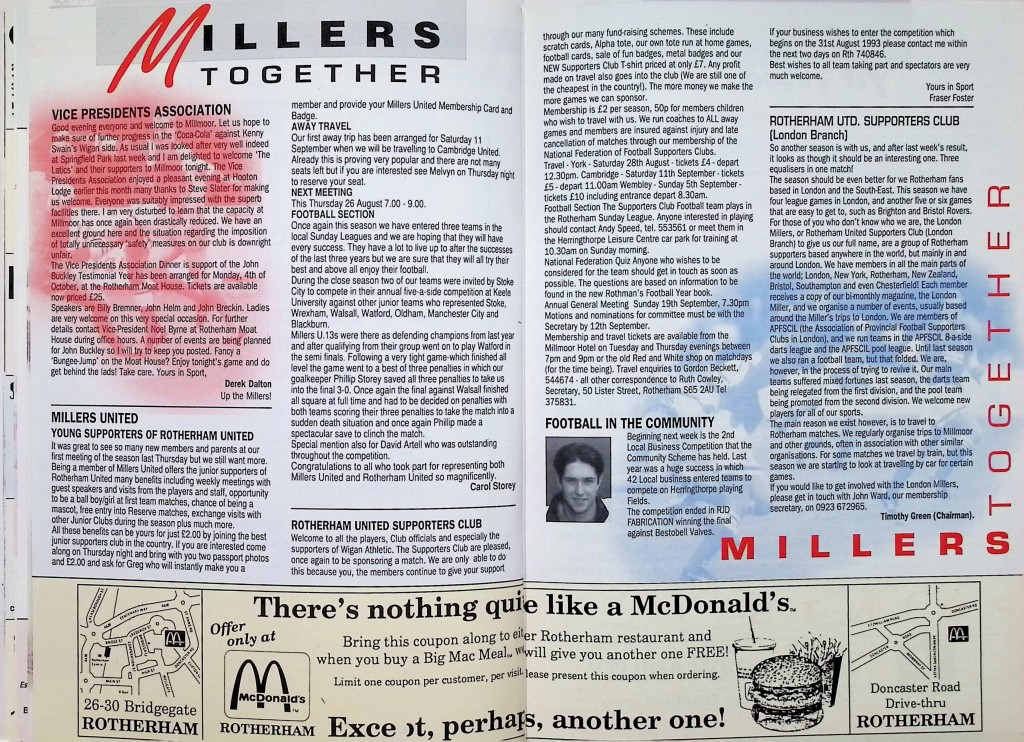 MILLERS
TOGETHER
VICE PRESIDENTS ASSOCIATION
Good evening everyone and welcome to Millmoor. Let us hope to
make sure of further progress in the 'Coca-Cola' against Kenny
Swain's Wigan side. As usual I was looked after very well indeed
at Springfield Park last week and I am delighted to welcome 'The
Latics' and their supporters to Millmoor tonight. The Vice
Presidents Association enjoyed a pleasant evening at Hooton
Lodge earlier this month many thanks to Steve Slater for making
us welcome. Everyone was suitably impressed with the superb
facilities there. I am very disturbed to learn that the capacity at
Millmoor has once again been drastically reduced. We have an
excellent ground here and the situation regarding the imposition
of totally unnecessary "safety" measures on our club is downright
unfair.
The Vice Presidents Association Dinner is support of the John
Buckley Testimonial Year has been arranged for Monday, 4th of
October, at the Rotherham Moat House. Tickets are available
now priced £25.
Speakers are Billy Bremner, John Helm and John Breckin. Ladies
are very welcome on this very special occasion. For further
details contact Vice-President Noel Byrne at Rotherham Moat
House during office hours. A number of events are being planned
for John Buckley so I will try to keep you posted. Fancy a
"Bungee-Jump" on the Moat House? Enjoy tonight's game and do
get behind the lads! Take care. Yours in Sport,
Derek Dalton
Up the Millers!
MILLERS UNITED
YOUNG SUPPORTERS OF ROTHERHAM UNITED
It was great to see so many new members and parents at our
first meeting of the season last Thursday but we still want more.
Being a member of Millers United offers the junior supporters of
Rotherham United many benefits including weekly meetings with
guest speakers and visits from the players and staff, opportunity
to be a ball boy/girl at first team matches, chance of being a
mascot, free entry into Reserve matches, exchange visits with
other Junior Clubs during the season plus much more.
All these benefits can be yours for just £2.00 by joining the best
junior supporters club in the country. If you are interested come
along on Thursday night and bring with you two passport photos
and £2.00 and ask for Greg who will instantly make you a
member and provide your Millers United Membership Card and
Badge.
AWAY TRAVEL
Our first away trip has been arranged for Saturday 11
September when we will be travelling to Cambridge United.
Already this is proving very popular and there are not many
seats left but if you are interested see Melvyn on Thursday night
to reserve your seat.
NEXT MEETING
This Thursday 26 August 7.00 - 9.00.
FOOTBALL SECTION
Once again this season we have entered three teams in the
local Sunday Leagues and we are hoping that they will have
every success. They have a lot to live up to after the successes
of the last three years but we are sure that they will all try their
best and above all enjoy their football.
During the close season two of our teams were invited by Stoke
City to compete in their annual five-a-side competition at Keele
University against other junior teams who represented Stoke,
Wrexham, Walsall, Watford, Oldham, Manchester City and
Blackburn.
Millers U.13s were there as defending champions from last year
and after qualifying from their group went on to play Watford in
the semi finals. Following a very tight game-which finished all
level the game went to a best of three penalties in which our
goalkeeper Phillip Storey saved all three penalties to take us
into the final 3-0. Once again the final against Walsall finished
all square at full time and had to be decided on penalties with
both teams scoring their three penalties to take the match into a
sudden death situation and once again Philip made a
spectacular save to clinch the match.
Special mention also for David Artell who was outstanding
throughout the competition.
Congratulations to all who took part for representing both
Millers United and Rotherham United so magnificently.
Carol Storey
ROTHERHAM UNITED SUPPORTERS CLUB
Welcome to all the players, Club officials and especially the
supporters of Wigan Athletic. The Supporters Club are pleased,
once again to be sponsoring a match. We are only able to do
this because you, the members continue to give your support
through our many fund-raising schemes. These include
scratch cards, Alpha tote, our own tote run at home games,
football cards, sale of fun badges, metal badges and our
NEW Supporters Club T-shirt priced at only £7. Any profit
made on travel also goes into the club (We are still one of
the cheapest in the country!). The more money we make the
more games we can sponsor.
Membership is £2 per season, 50p for members children
who wish to travel with us. We run coaches to ALL away
games and members are insured against injury and late
cancellation of matches through our membership of the
National Federation of Football Supporters Clubs.
Travel - York - Saturday 28th August - tickets £4 - depart
12.30pm. Cambridge - Saturday 11th September - tickets
£5 - depart 11.00am Wembley - Sunday 5th September -
tickets £10 including entrance depart 8.30am.
Football Section The Supporters Club Football team plays in
the Rotherham Sunday League. Anyone interested in playing
should contact Andy Speed, tel. 553561 or meet them in
the Herringthorpe Leisure Centre car park for training at
10.30am on Sunday morning.
National Federation Quiz Anyone who wishes to be
considered for the team should get in touch as soon as
possible. The questions are based on information to be
found in the new Rothman's Football Year book.
Annual General Meeting  Sunday 19th September, 7.30pm
Motions and nominations for committee must be with the
Secretary by 12th September.
Membership and travel tickets are available from the
Millmoor Hotel on Tuesday and Thursday evenings between
7pm and 9pm or the old Red and White shop on matchdays
(for the time being). Travel enquiries to Gordon Beckett,
544674 - all other correspondence to Ruth Cowley,
Secretary, 50 Lister Street, Rotherham S65 2AU Tel
375831.
FOOTBALL IN THE COMMUNITY
Beginning next week is the 2nd
Local Business Competition that the
Community Scheme has held. Last
year was a huge success in which
42 Local business entered teams to
compete on Herringthorpe playing
Fields.
The competition ended in RJD
FABRICATION winning the final
against Bestobell Valves.
If your business wishes to enter the competition which
begins on the 31st August 1993 please contact me within
the next two days on Rth 740846.
Best wishes to all team taking part and spectators are very
much welcome.
Yours in Sport
Fraser Foster
ROTHERHAM UTD. SUPPORTERS CLUB
(London Branch)
So another season is with us, and after last week's result,
it looks as though it should be an interesting one. Three
equalisers in one match!
The season should be even better for we Rotherham fans
based in London and the South-East. This season we have
four league games in London, and another five or six games
that are easy to get to, such as Brighton and Bristol Rovers.
For those of you who don't know who we are, the London
Millers, or Rotherham United Supporters Club (London
Branch) to give us our full name, are a group of Rotherham
supporters based anywhere in the world, but mainly in and
around London. We have members in all the main parts of
the world; London, New York, Rotherham, New Zealand,
Bristol, Southampton and even Chesterfield! Each member
receives a copy of our bi-monthly magazine, the London
Miller, and we organise a number of events, usually based
around the Miller's trips to London. We are members of
APFSCIL (the Association of Provincial Football Supporters
Clubs in London), and we run teams in the APFSCIL 8-a-side
darts league and the APFSCIL pool league. Until last season
we also ran a football team, but that folded. We are,
however, in the process of trying to revive it. Our main
teams suffered mixed fortunes last season, the darts team
being relegated from the first division, and the pool team
being promoted from the second division. We welcome new
players for all of our sports.
The main reason we exist however, is to travel to
Rotherham matches. We regularly organise trips to Millmoor
and other grounds, often in association with other similar
organisations. For some matches we travel by train, but this
season we are starting to look at travelling by car for certain
games.
If you would like to get involved with the London Millers,
please get in touch with John Ward, our membership
secretary, on 0923 672965.
Timothy Green (Chairman).
TOGETHER
MILLERS
There's nothing quite like a McDonald's™
Offer
only at
McDonald's™
ROTHERHAM
Bring this coupon along to either Rotherham restaurant and
when you buy a Big Mac Meal™ we will give you another one FREE!
Limit one coupon per customer, per visit. Please present this coupon when ordering.
Except, perhaps, another one!
26-30 Bridgegate
ROTHERHAM
Doncaster Road
Drive-thru
ROTHERHAM